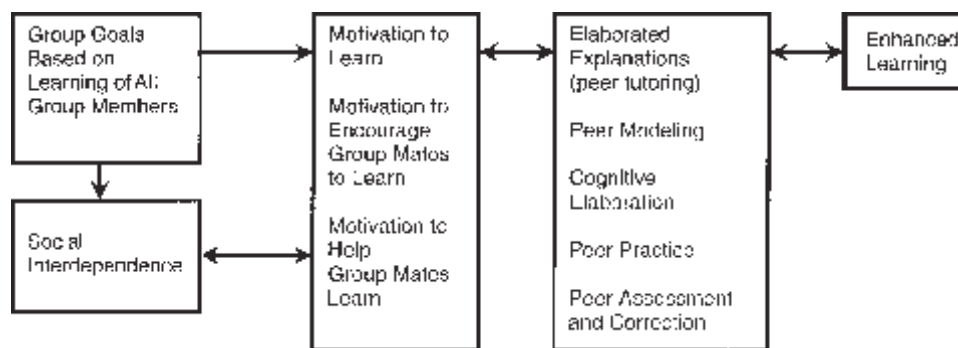 Group Goals
Based on
Learning of All
Group Members
Social
Interdependence
Motivation to
Learn
Motivation to
Encourage
Group Mates
to Learn
Motivation to
Help
Group Mates
Learn
Elaborated
Explanations
(peer tutoring)
Peer Modeling
Cognitive
Elaboration
Peer Practice
Peer Assessment
and Correction
Enhanced
Learning